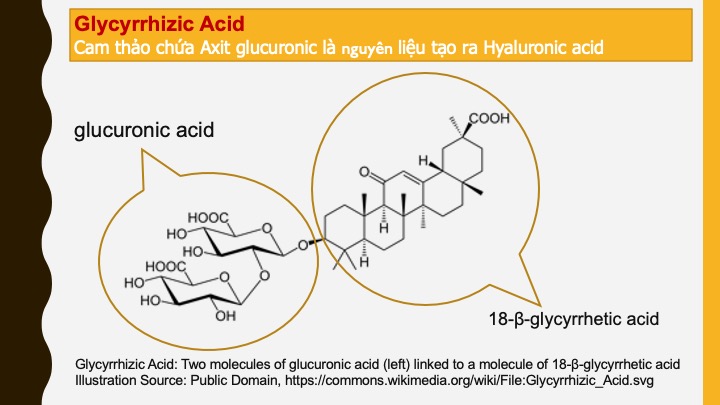 Glycyrrhizic Acid
Cam thảo chứa Axit glucuronic là nguyên liệu tạo ra Hyaluronic acid
glucuronic acid
COOH
H
O
H
H
HOOC
HO
O
HO
O
HOOC
O
O
HO
HO
OH
18-β-glycyrrhetic acid
Glycyrrhizic Acid: Two molecules of glucuronic acid (left) linked to a molecule of 18-β-glycyrrhetic acid
Illustration Source: Public Domain, https://commons.wikimedia.org/wiki/File:Glycyrrhizic_Acid.svg